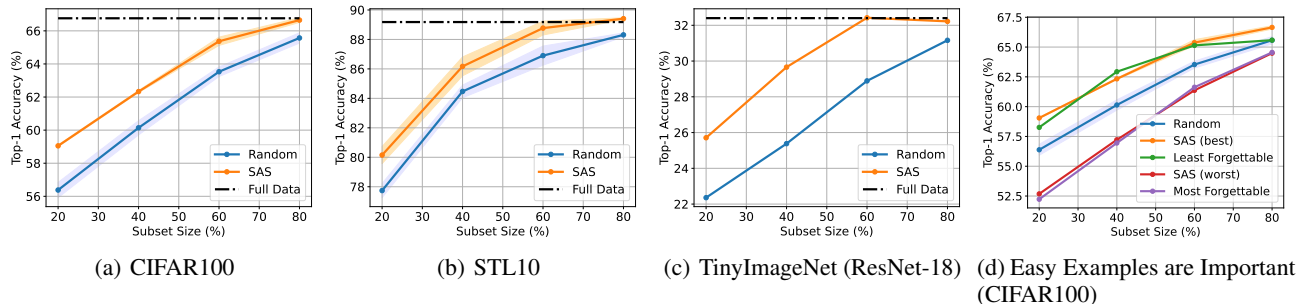 66
64
62
60
58
56
Top-1 Accuracy (%)
20 30 40 50 60 70 80
Subset Size (%)
Random
SAS
Full Data
(a) CIFAR100
90
88
86
84
82
80
78
Top-1 Accuracy (%)
20 30 40 50 60 70 80
Subset Size (%)
Random
SAS
Full Data
(b) STL10
32
30
28
26
24
22
Top-1 Accuracy (%)
20 30 40 50 60 70 80
Subset Size (%)
Random
SAS
Full Data
(c) TinyImageNet (ResNet-18)
67.5
65.0
62.5
60.0
57.5
55.0
52.5
Top-1 Accuracy (%)
20 30 40 50 60 70 80
Subset Size (%)
Random
SAS (best)
Least Forgettable
SAS (worst)
Most Forgettable
(d) Easy Examples are Important
(CIFAR100)